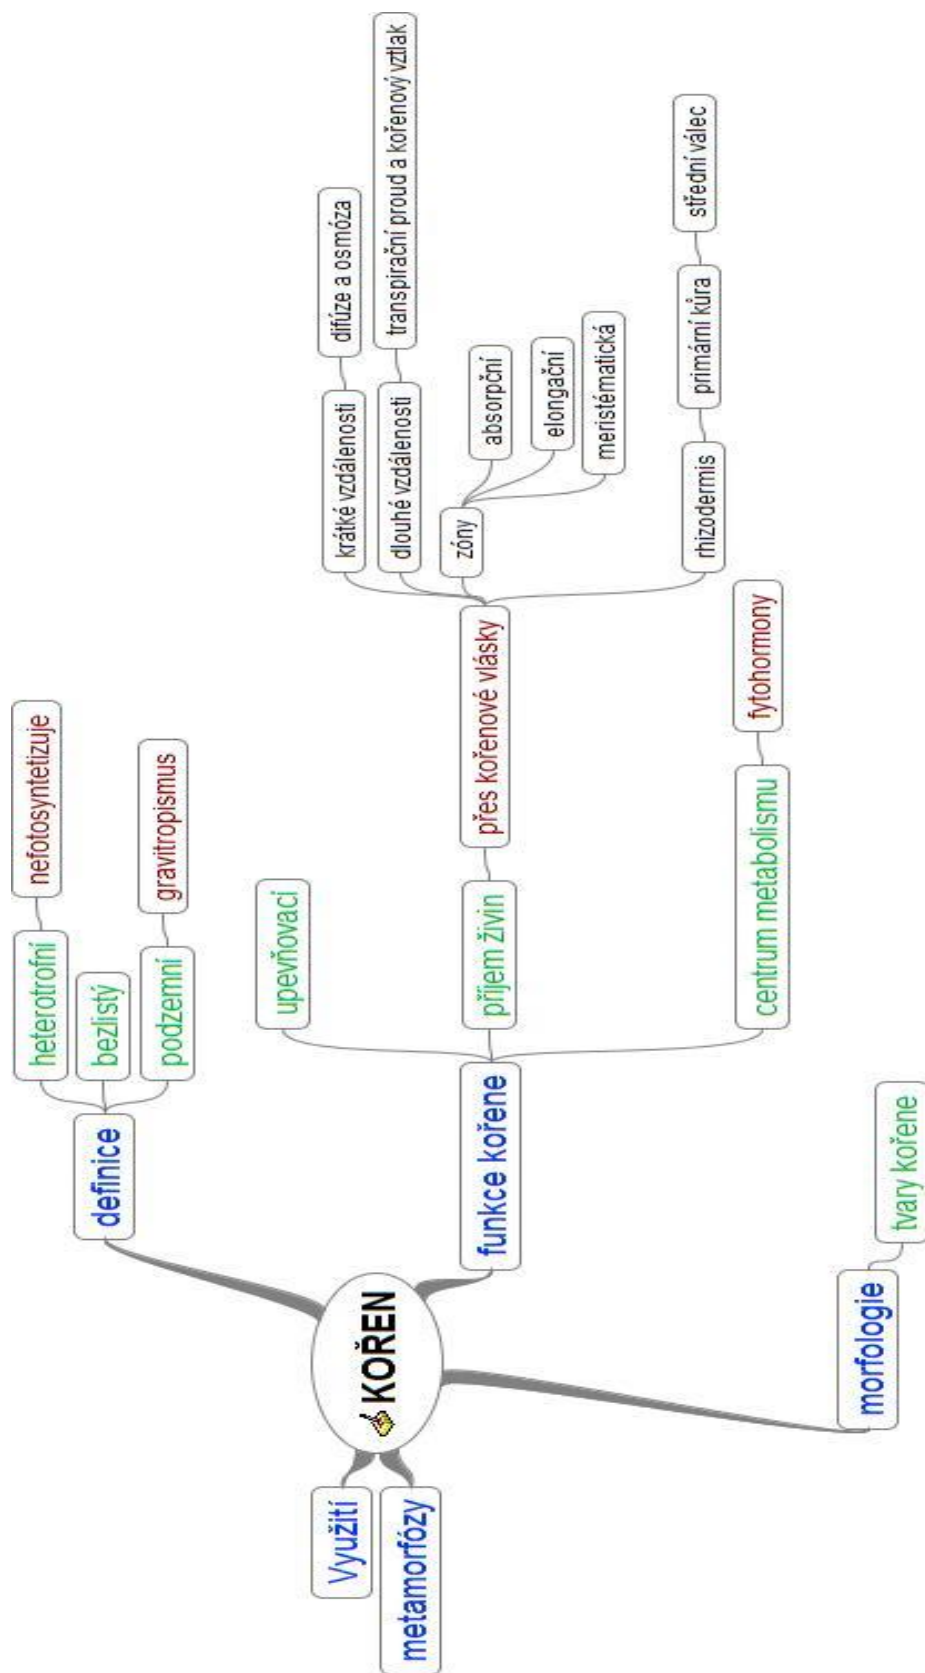 KOŘEN
definice
heterotrofní
nefotosyntetizuje
bezlistý
podzemní
gravitropismus
funkce kořene
upevňovací
příjem živin
přes kořenové vlásky
krátké vzdálenosti
difúze a osmóza
dlouhé vzdálenosti
transpirační proud a kořenový vztlak
zóny
absorpční
elongační
meristématická
rhizodermis
primární kůra
střední válec
centrum metabolismu
fytohormony
morfologie
tvary kořene
Využití
metamorfózy